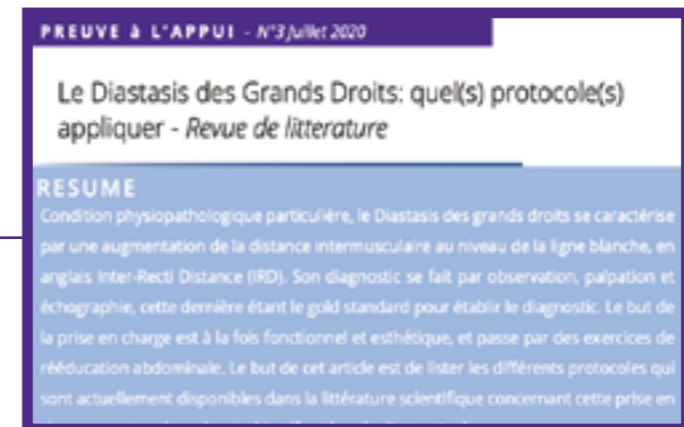 PREUVE à L'APPUI - N°3 Juillet 2020
Le Diastasis des Grands Droits: quel(s) protocole(s)
appliquer - Revue de litterature
RESUME
Condition physiopathologique particulière, le Diastasis des grands droits se caractérise
par une augmentation de la distance intermusculaire au niveau de la ligne blanche, en
anglais Inter-Recti Distance (IRD). Son diagnostic se fait par observation, palpation et
échographie, cette dernière étant le gold standard pour établir le diagnostic. Le but de
la prise en charge est à la fois fonctionnel et esthétique, et passe par des exercices de
rééducation abdominale. Le but de cet article est de lister les différents protocoles qui
sont actuellement disponibles dans la littérature scientifique concernant cette prise en